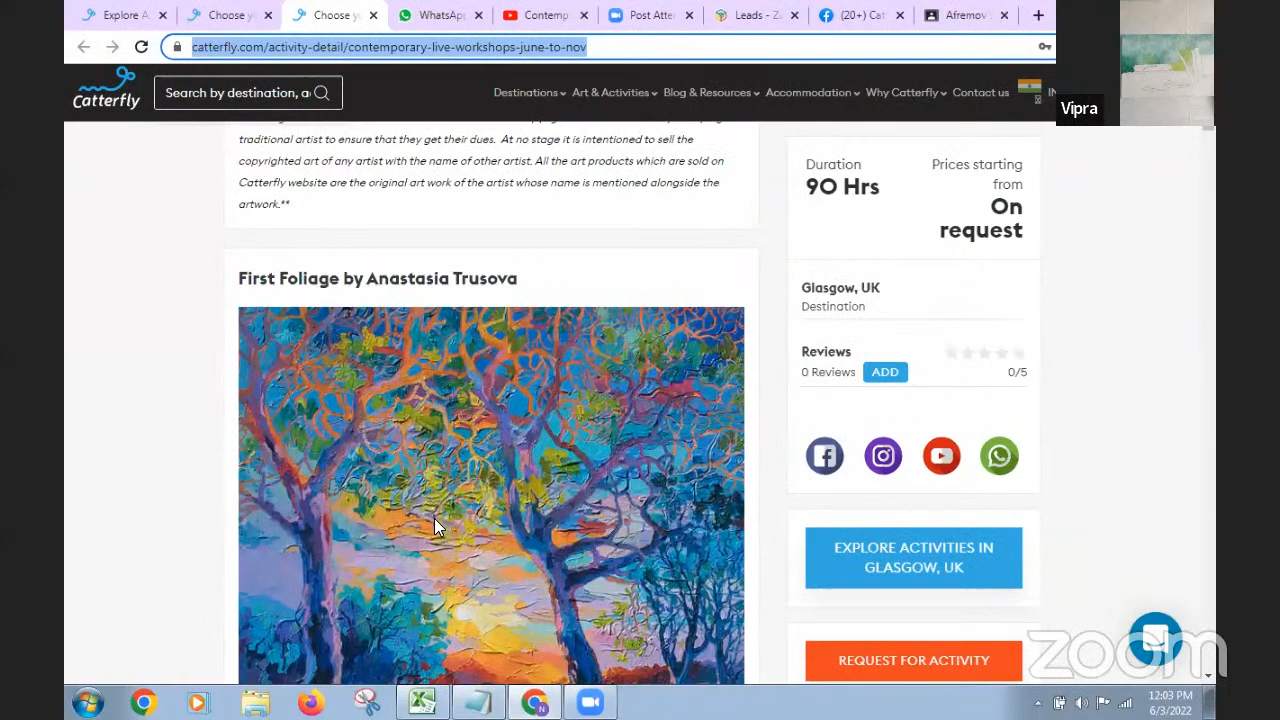 Explore A
Choose y
Choose y
WhatsAp
Contemp
Post Atter
Leads - Z
(20+) Cat
Afremov S
catterfly.com/activity-detail/contemporary-live-workshops-june-to-nov
Catterfly
Search by destination, a
Destinations
Art & Activities
Blog & Resources
Accommodation
Why Catterfly
Contact us
IN
Vipra
traditional artist to ensure that they get their dues. At no stage it is intentioned to sell the
copyrighted art of any artist with the name of other artist. All the art products which are sold on
Catterfly website are the original art work of the artist whose name is mentioned alongside the
artwork.**
First Foliage by Anastasia Trusova
Duration
90 Hrs
Prices starting
from
On
request
Glasgow, UK
Destination
Reviews
0 Reviews ADD 0/5
EXPLORE ACTIVITIES IN
GLASGOW, UK
REQUEST FOR ACTIVITY
zoom
12:03 PM
6/3/2022